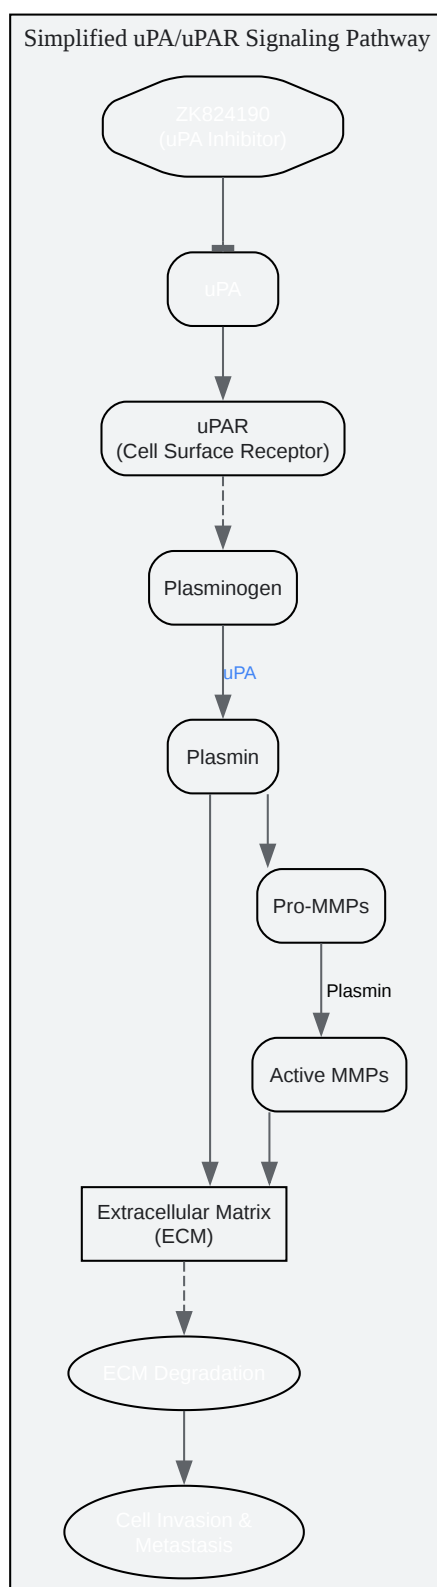 Simplified uPA/uPAR Signaling Pathway
ZK824190
(uPA Inhibitor)
uPA
uPAR
(Cell Surface Receptor)
Plasminogen
uPA
Plasmin
Pro-MMPs
Plasmin
Active MMPs
Extracellular Matrix
(ECM)
ECM Degradation
Cell Invasion &
Metastasis